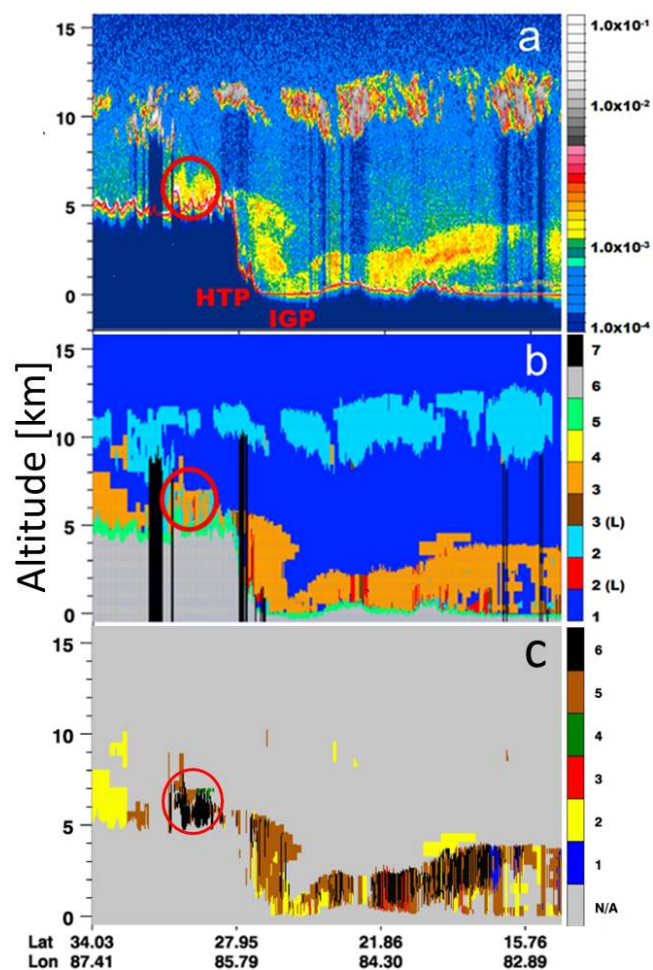 a
15
10
5
0
HTP
IGP
1.0x10⁻¹
1.0x10⁻²
1.0x10⁻³
1.0x10⁻⁴
Altitude [km]
b
15
10
5
0
7
6
5
4
3
3 (L)
2
2 (L)
1
c
15
10
5
0
6
5
4
3
2
1
N/A
Lat 34.03 27.95 21.86 15.76
Lon 87.41 85.79 84.30 82.89